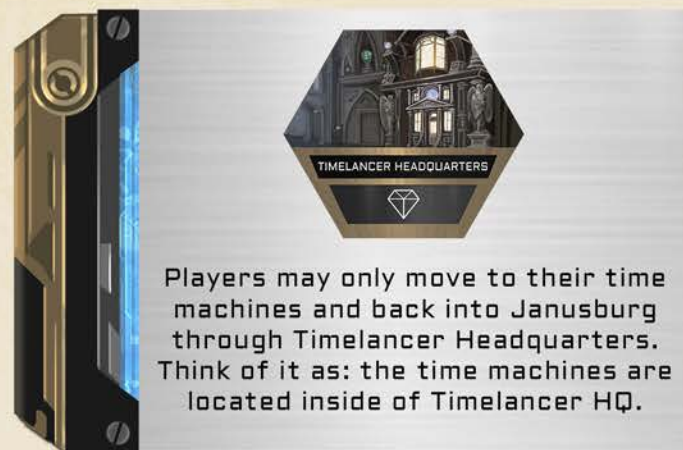 TIMELANCER HEADQUARTERS
Players may only move to their time
machines and back into Janusburg
through Timelancer Headquarters.
Think of it as: the time machines are
located inside of Timelancer HQ.